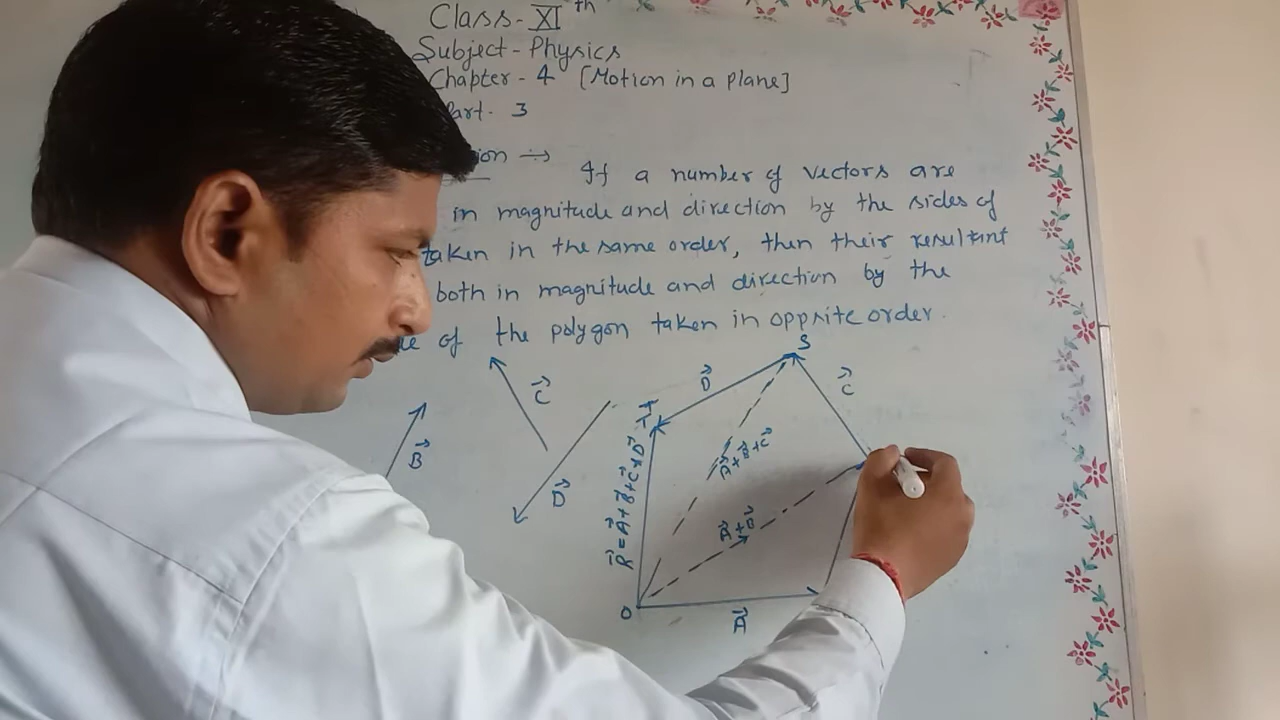 Class - XI th
Subject - Physics
Chapter - 4 [Motion in a plane]
Part - 3
ion → If a number of vectors are
in magnitude and direction by the sides of
taken in the same order, then their resultant
both in magnitude and direction by the
of the polygon taken in opprite order.
S
C⃗
D⃗
C⃗
T
B⃗
D⃗
A⃗+B⃗+C⃗
R⃗ = A⃗+B⃗+C⃗+D⃗
A⃗+B⃗
O
A⃗